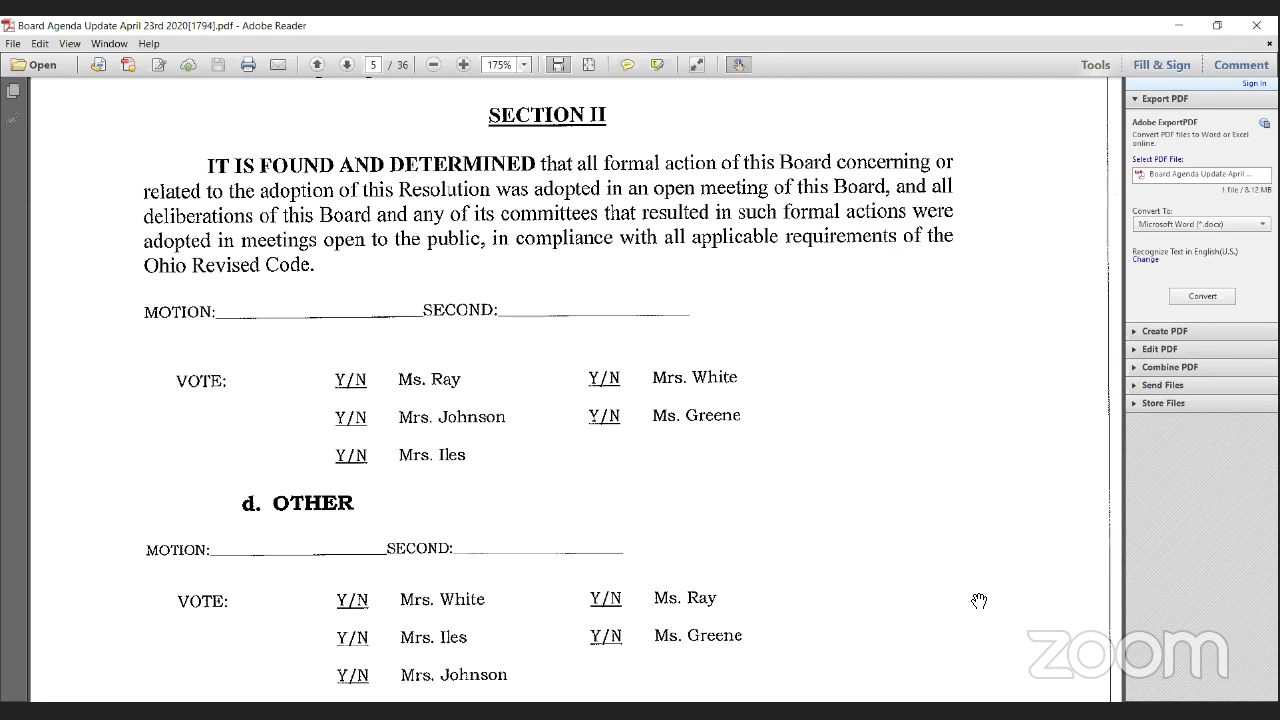 Board Agenda Update April 23rd 2020[1794].pdf - Adobe Reader
File Edit View Window Help
Open 5 / 36 175% Tools Fill & Sign Comment
Sign In
Export PDF
Adobe ExportPDF
Convert PDF files to Word or Excel
online.
Select PDF File:
Board Agenda Update April ...
1 file / 8.12 MB
Convert To:
Microsoft Word (*.docx)
Recognize Text in English(U.S.)
Change
Convert
Create PDF
Edit PDF
Combine PDF
Send Files
Store Files
SECTION II
IT IS FOUND AND DETERMINED that all formal action of this Board concerning or
related to the adoption of this Resolution was adopted in an open meeting of this Board, and all
deliberations of this Board and any of its committees that resulted in such formal actions were
adopted in meetings open to the public, in compliance with all applicable requirements of the
Ohio Revised Code.
MOTION:____________________SECOND:____________________
VOTE: Y/N Ms. Ray Y/N Mrs. White
Y/N Mrs. Johnson Y/N Ms. Greene
Y/N Mrs. Iles
d. OTHER
MOTION:____________________SECOND:____________________
VOTE: Y/N Mrs. White Y/N Ms. Ray
Y/N Mrs. Iles Y/N Ms. Greene
Y/N Mrs. Johnson
zoom